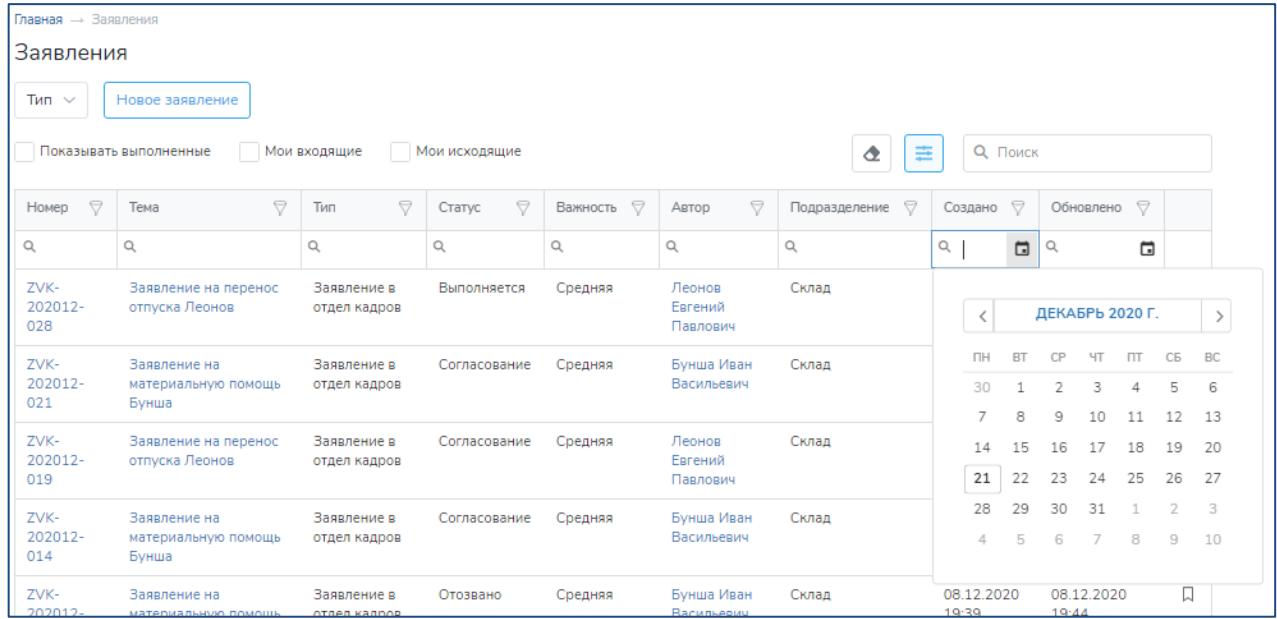 Главная → Заявления
Заявления
Тип Новое заявление
Показывать выполненные Мои входящие Мои исходящие Поиск
Номер Тема Тип Статус Важность Автор Подразделение Создано Обновлено
ZVK- Заявление на перенос Заявление в Выполняется Средняя Леонов Склад
202012- отпуска Леонов отдел кадров Евгений
028 Павлович
ZVK- Заявление на Заявление в Согласование Средняя Бунша Иван Склад
202012- материальную помощь отдел кадров Васильевич
021 Бунша
ZVK- Заявление на перенос Заявление в Согласование Средняя Леонов Склад
202012- отпуска Леонов отдел кадров Евгений
019 Павлович
ZVK- Заявление на Заявление в Согласование Средняя Бунша Иван Склад
202012- материальную помощь отдел кадров Васильевич
014 Бунша
ZVK- Заявление на Заявление в Отозвано Средняя Бунша Иван Склад 08.12.2020 08.12.2020
202012- материальную помощь отдел кадров Васильевич 19:39 19:44
ДЕКАБРЬ 2020 Г.
ПН ВТ СР ЧТ ПТ СБ ВС
30 1 2 3 4 5 6
7 8 9 10 11 12 13
14 15 16 17 18 19 20
21 22 23 24 25 26 27
28 29 30 31 1 2 3
4 5 6 7 8 9 10